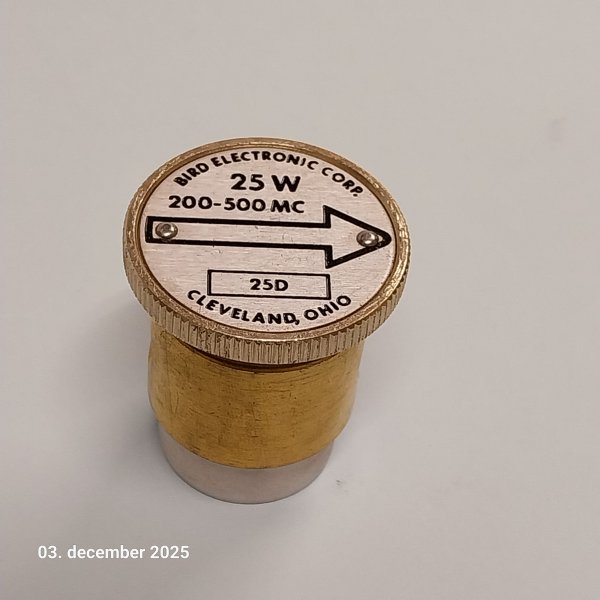 BIRD ELECTRONIC CORP.
25 W
200-500 MC
25D
CLEVELAND, OHIO
03. december 2025